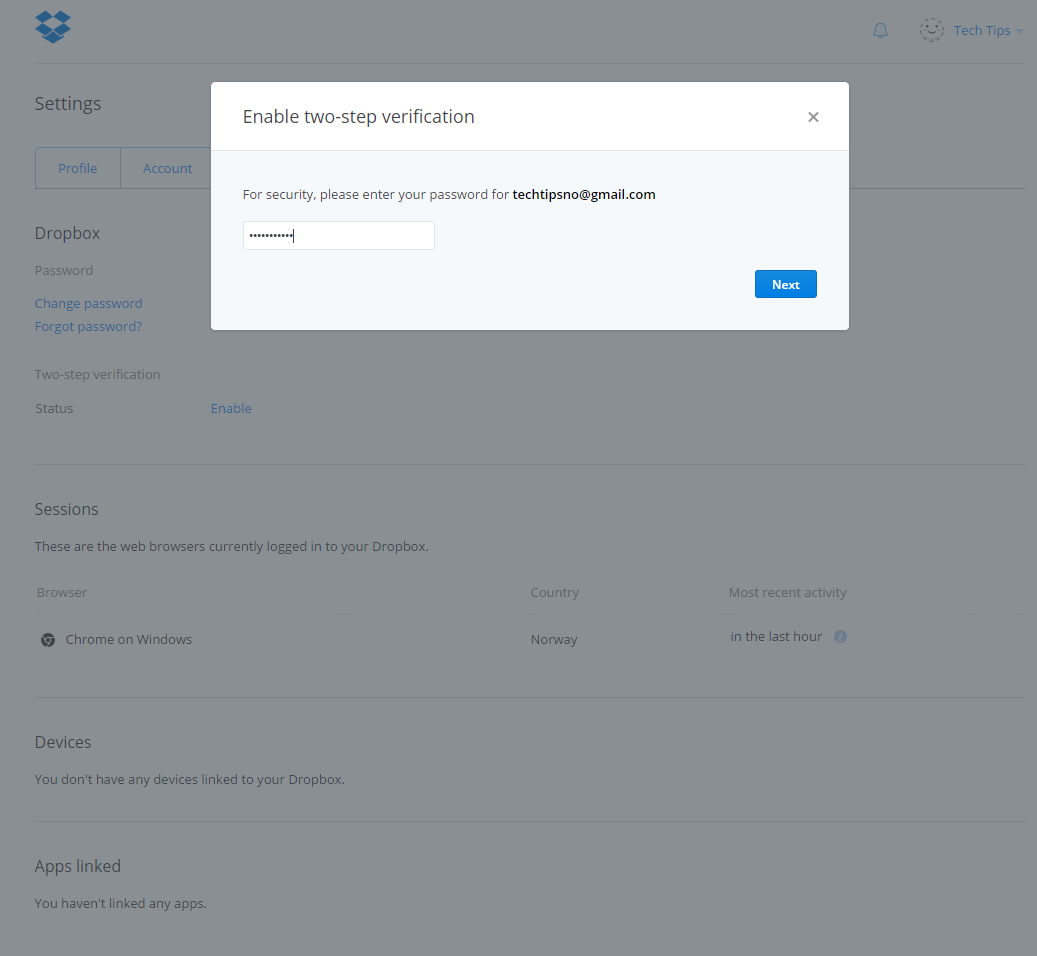 Tech Tips
Settings
Enable two-step verification
Profile
Account
For security, please enter your password for techtipsno@gmail.com
•••••••••••
Next
Dropbox
Password
Change password
Forgot password?
Two-step verification
Status Enable
Sessions
These are the web browsers currently logged in to your Dropbox.
Browser Country Most recent activity
Chrome on Windows Norway in the last hour
Devices
You don't have any devices linked to your Dropbox.
Apps linked
You haven't linked any apps.